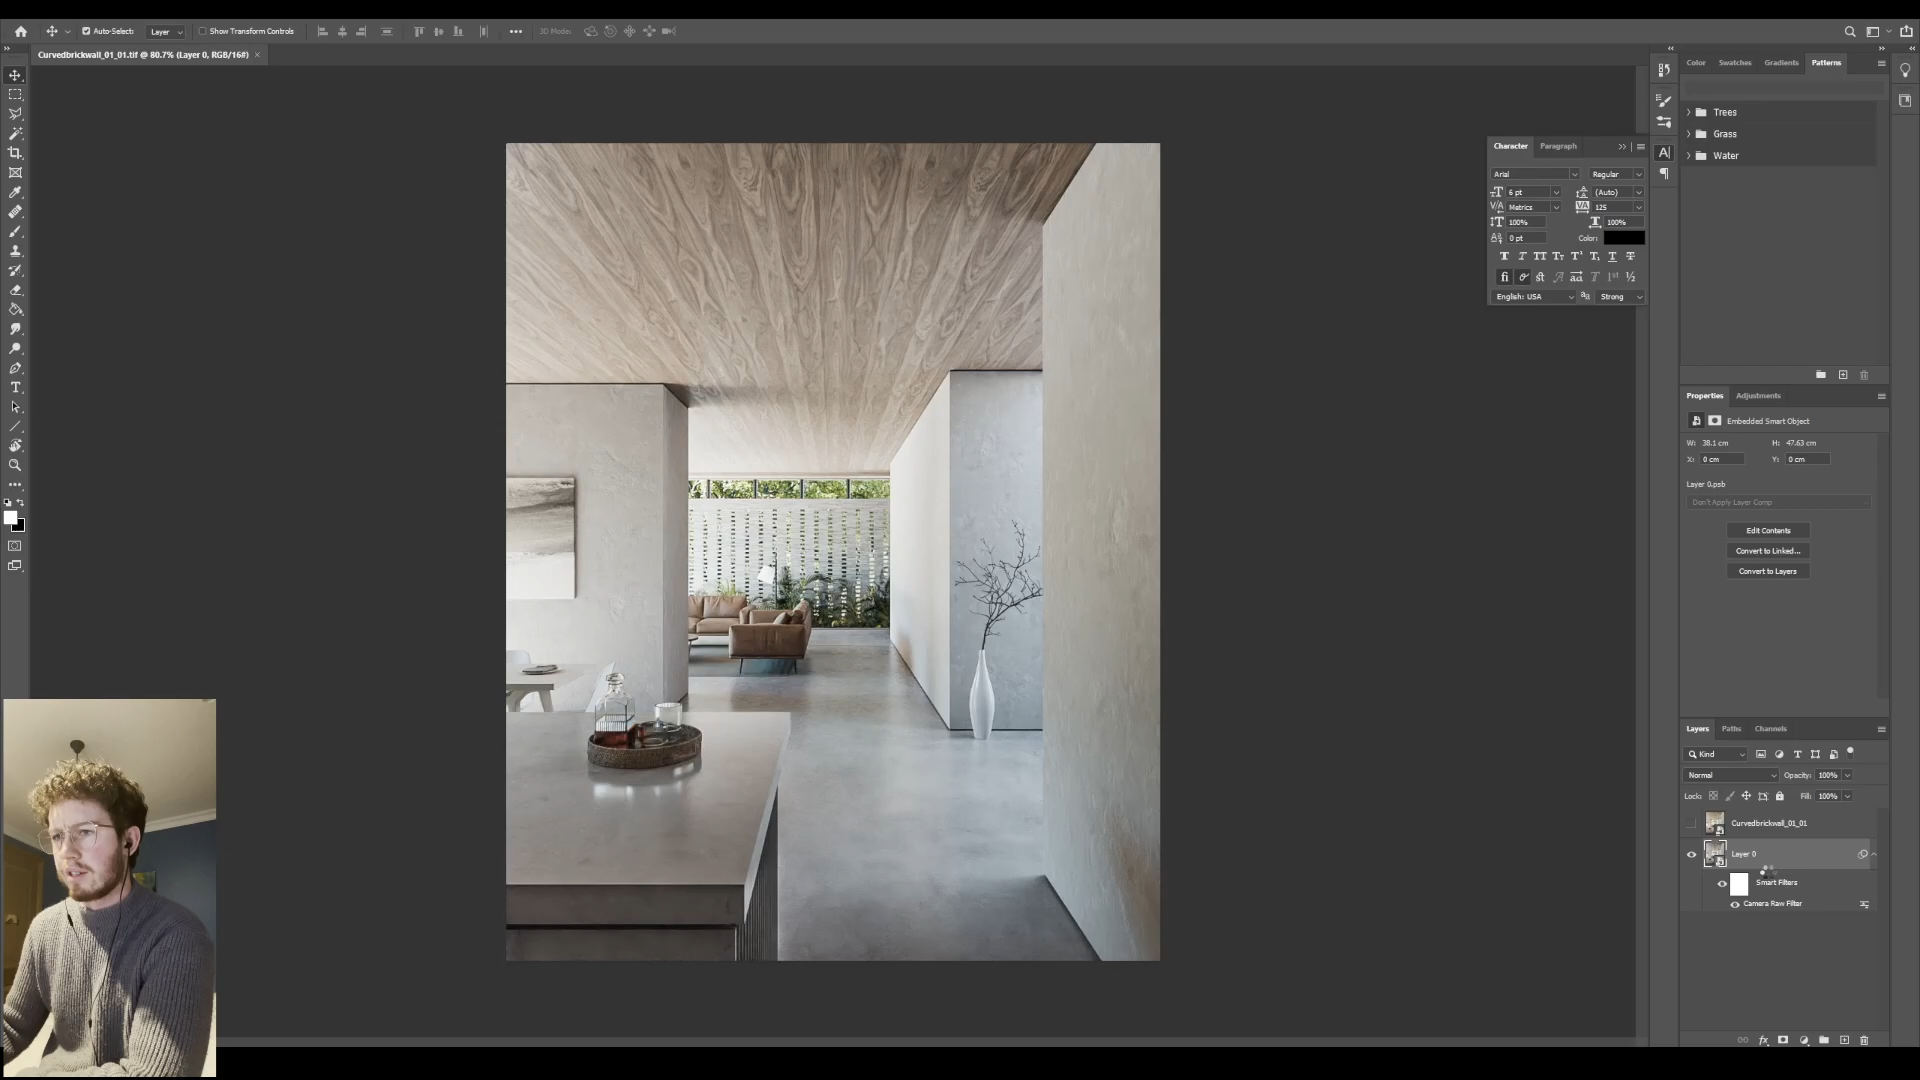 Auto-Select:
Layer
Show Transform Controls
3D Mode:
Curvedbrickwall_01_01.tif @ 80.7% (Layer 0, RGB/16#)
Color
Swatches
Gradients
Patterns
Trees
Grass
Water
Character
Paragraph
Arial
Regular
6 pt
(Auto)
Metrics
125
100%
100%
0 pt
Color:
English: USA
Strong
Properties
Adjustments
Embedded Smart Object
W: 38.1 cm
H: 47.63 cm
X: 0 cm
Y: 0 cm
Layer 0.psb
Don't Apply Layer Comp
Edit Contents
Convert to Linked...
Convert to Layers
Layers
Paths
Channels
Kind
Normal
Opacity: 100%
Lock:
Fill: 100%
Curvedbrickwall_01_01
Layer 0
Smart Filters
Camera Raw Filter